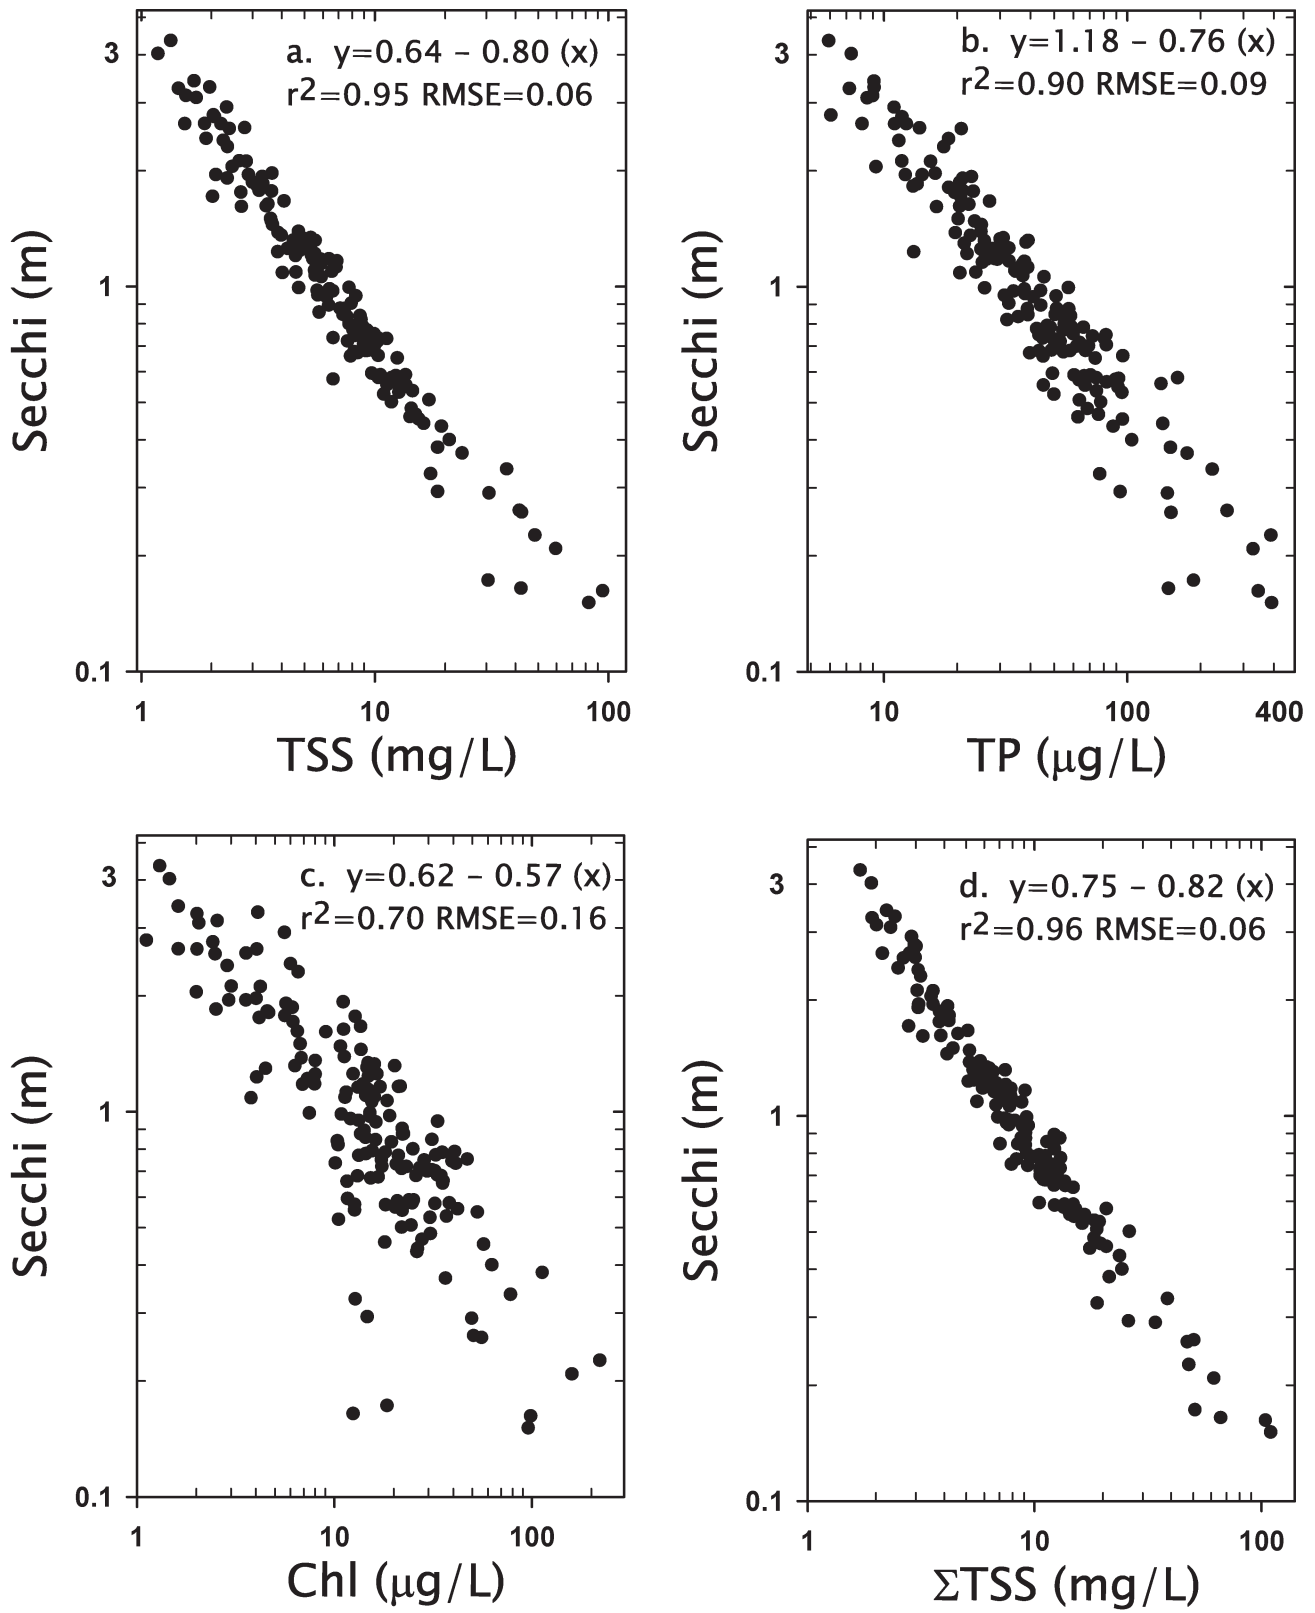 a. y=0.64 – 0.80 (x)
r2=0.95 RMSE=0.06
3
1
0.1
Secchi (m)
1 10 100
TSS (mg/L)
b. y=1.18 – 0.76 (x)
r2=0.90 RMSE=0.09
3
1
0.1
Secchi (m)
10 100 400
TP (μg/L)
c. y=0.62 – 0.57 (x)
r2=0.70 RMSE=0.16
3
1
0.1
Secchi (m)
1 10 100
Chl (μg/L)
d. y=0.75 – 0.82 (x)
r2=0.96 RMSE=0.06
3
1
0.1
Secchi (m)
1 10 100
ΣTSS (mg/L)